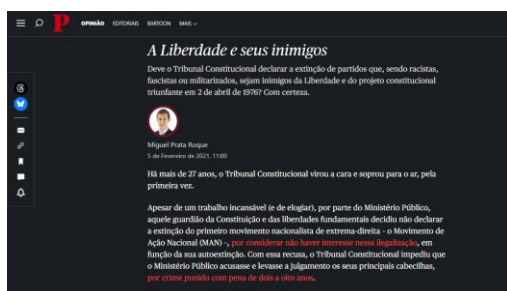 P OPINIÃO EDITORIAIS BARTOON MAIS
A Liberdade e seus inimigos
Deve o Tribunal Constitucional declarar a extinção de partidos que, sendo racistas,
fascistas ou militarizados, sejam inimigos da Liberdade e do projeto constitucional
triunfante em 2 de abril de 1976? Com certeza.
Miguel Prata Roque
5 de Fevereiro de 2021, 11:00
Há mais de 27 anos, o Tribunal Constitucional virou a cara e soprou para o ar, pela
primeira vez.
Apesar de um trabalho incansável (e de elogiar), por parte do Ministério Público,
aquele guardião da Constituição e das liberdades fundamentais decidiu não declarar
a extinção do primeiro movimento nacionalista de extrema-direita – o Movimento de
Ação Nacional (MAN) –, por considerar não haver interesse nessa ilegalização, em
função da sua autoextinção. Com essa recusa, o Tribunal Constitucional impediu que
o Ministério Público acusasse e levasse a julgamento os seus principais cabecilhas,
por crime punido com pena de dois a oito anos.